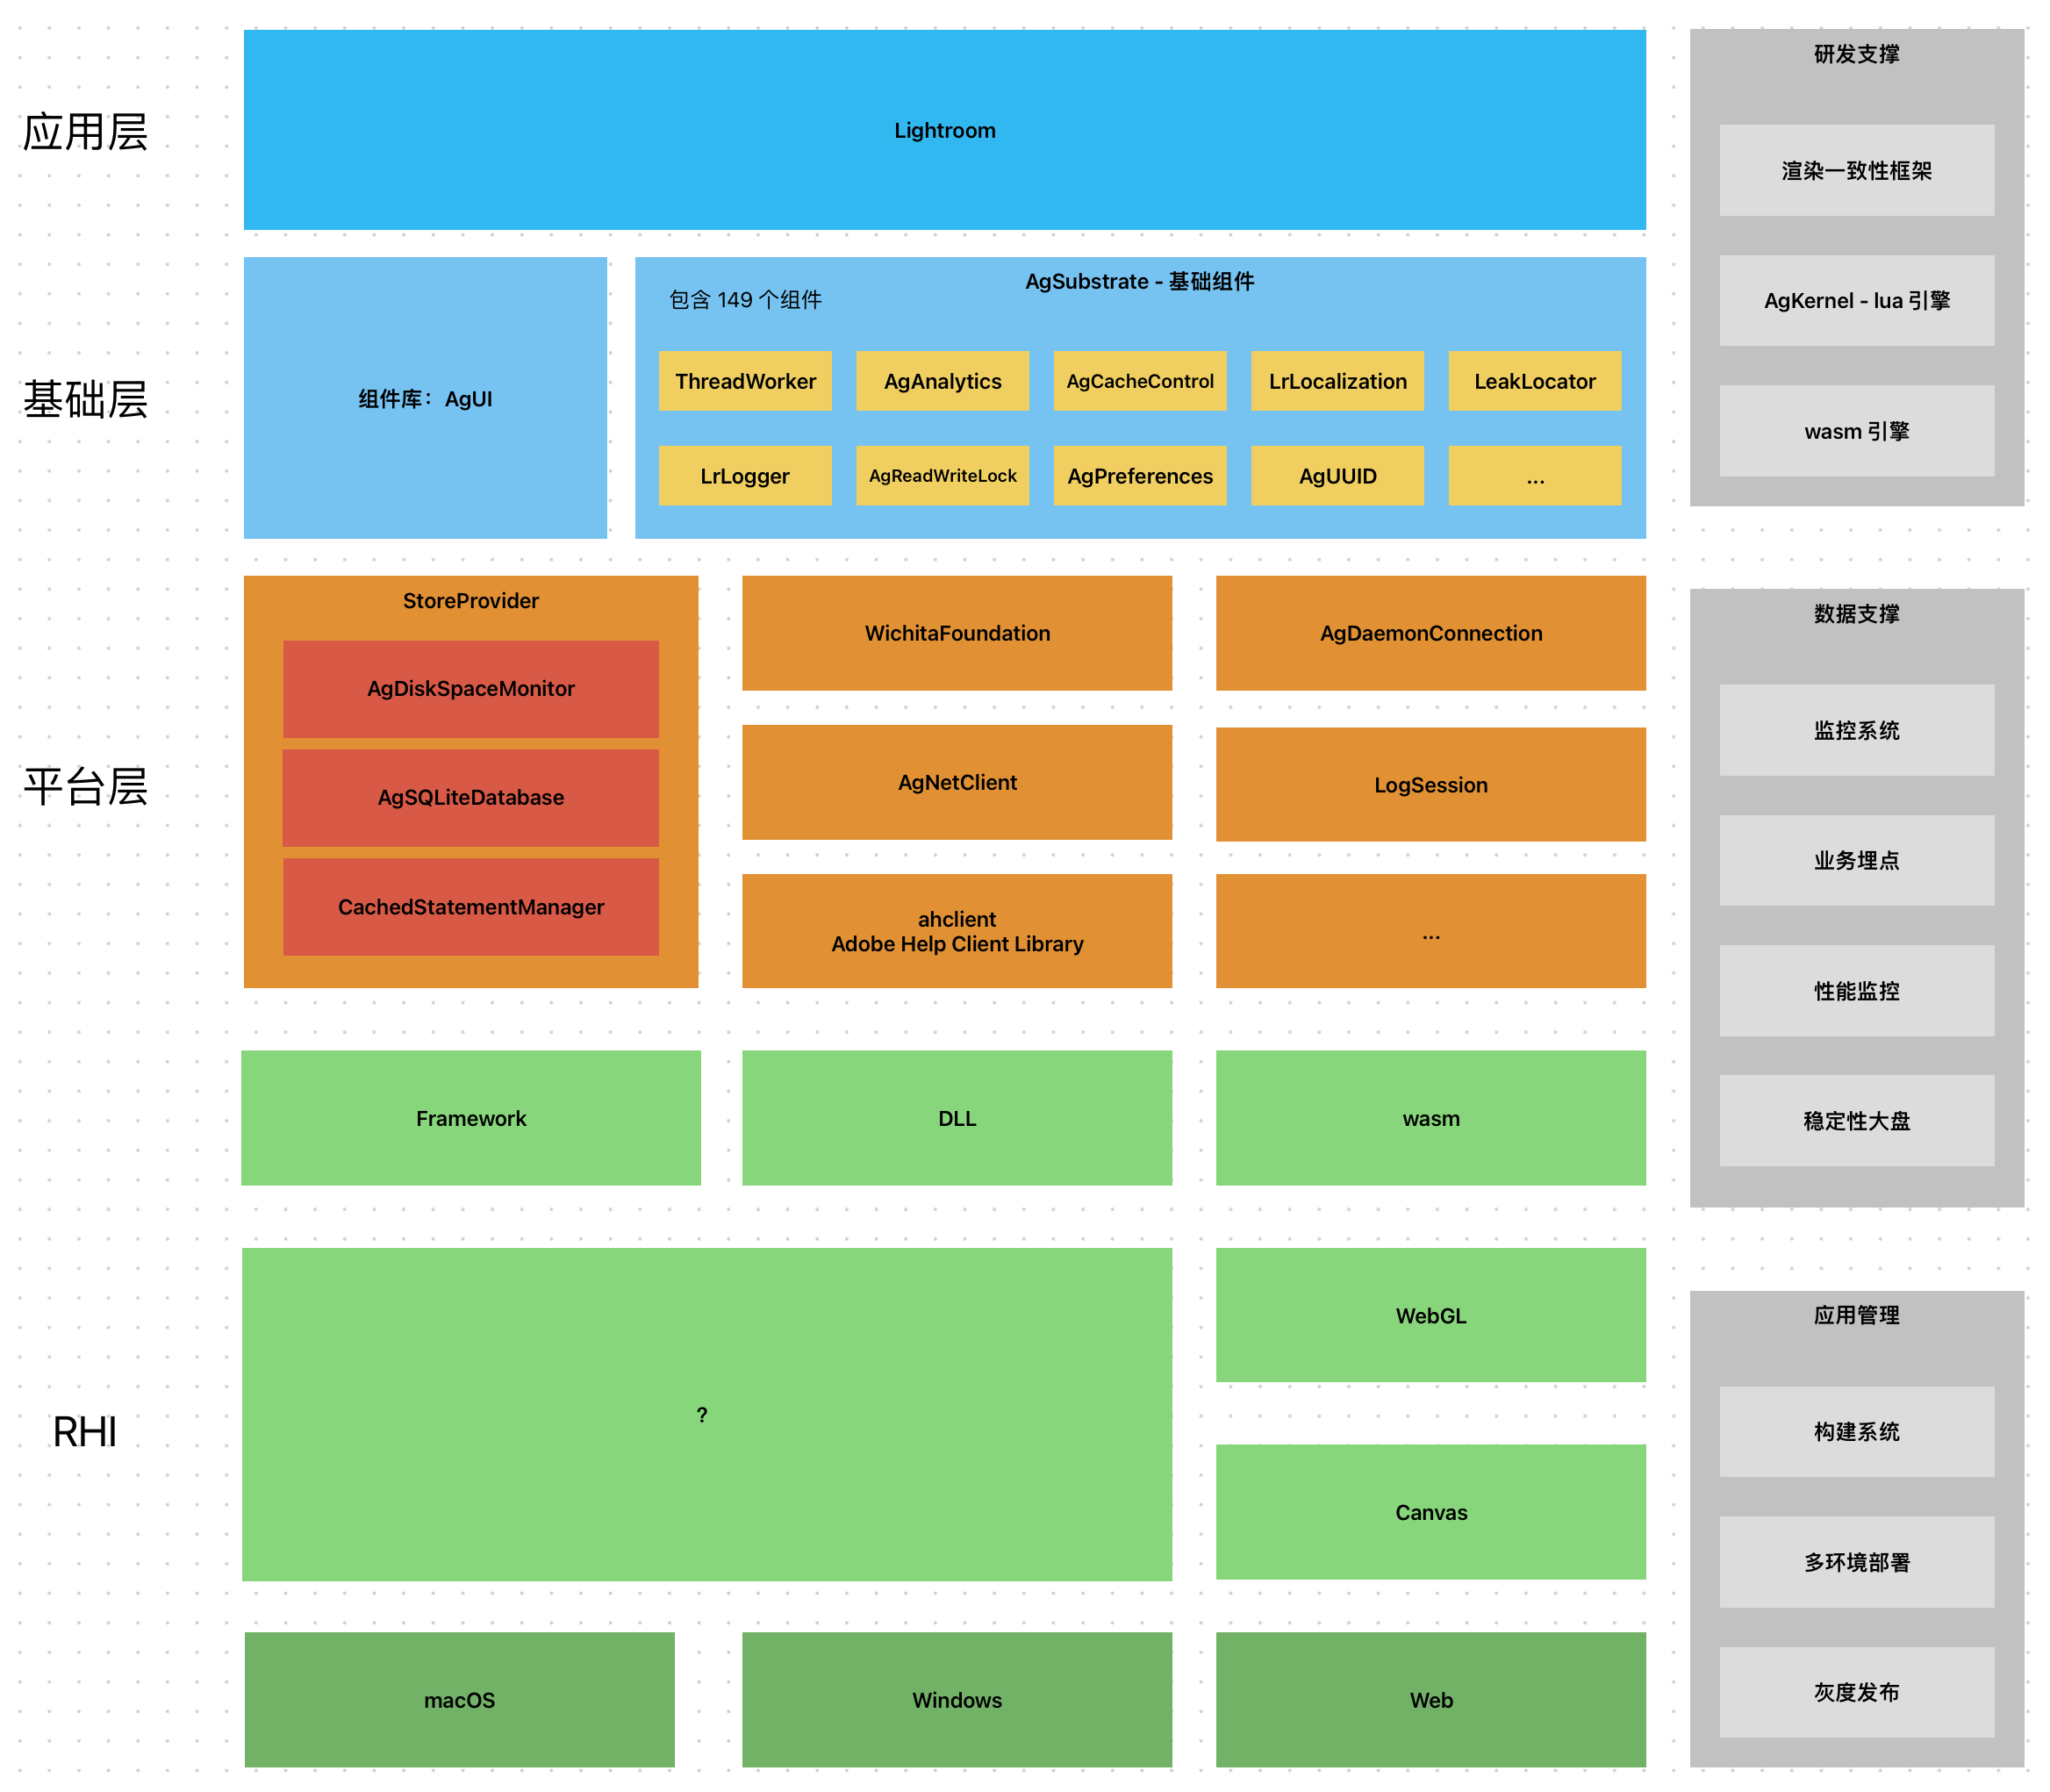 应用层
Lightroom
基础层
组件库：AgUI
AgSubstrate - 基础组件
包含 149 个组件
ThreadWorker
AgAnalytics
AgCacheControl
LrLocalization
LeakLocator
LrLogger
AgReadWriteLock
AgPreferences
AgUUID
...
平台层
StoreProvider
AgDiskSpaceMonitor
AgSQLiteDatabase
CachedStatementManager
WichitaFoundation
AgDaemonConnection
AgNetClient
LogSession
ahclient
Adobe Help Client Library
...
Framework
DLL
wasm
RHI
?
WebGL
Canvas
macOS
Windows
Web
研发支撑
渲染一致性框架
AgKernel - lua 引擎
wasm 引擎
数据支撑
监控系统
业务埋点
性能监控
稳定性大盘
应用管理
构建系统
多环境部署
灰度发布